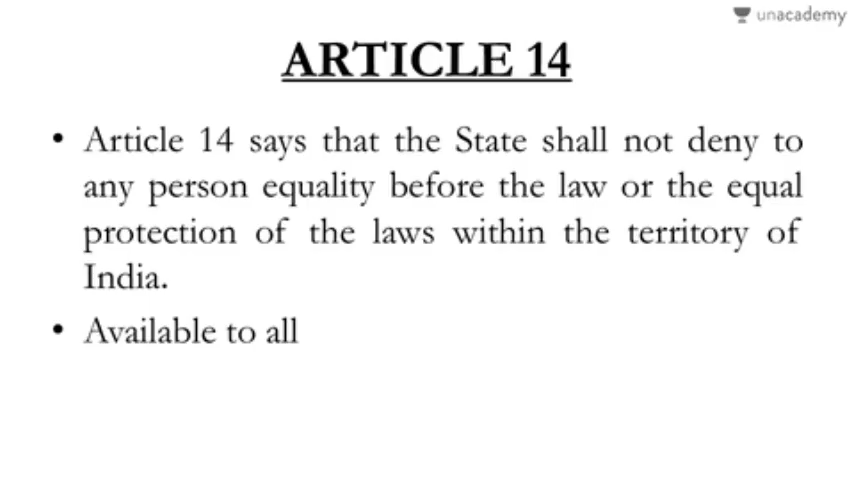 unacademy
ARTICLE 14
• Article 14 says that the State shall not deny to
any person equality before the law or the equal
protection of the laws within the territory of
India.
• Available to all